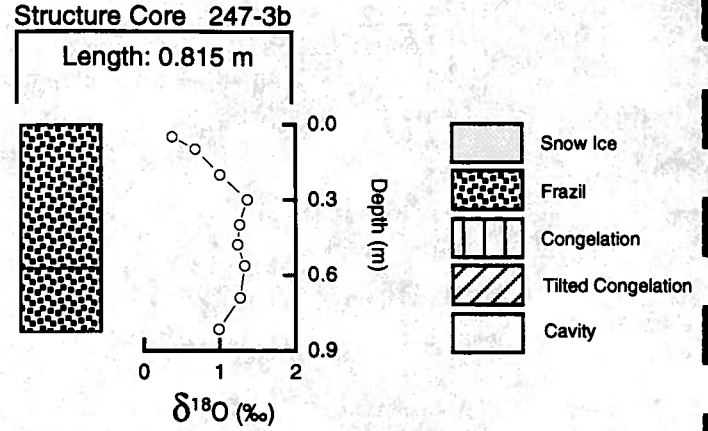 Structure Core 247-3b
Length: 0.815 m
0.0
0.3
0.6
0.9
Depth (m)
0
1
2
δ18O (‰)
Snow Ice
Frazil
Congelation
Tilted Congelation
Cavity